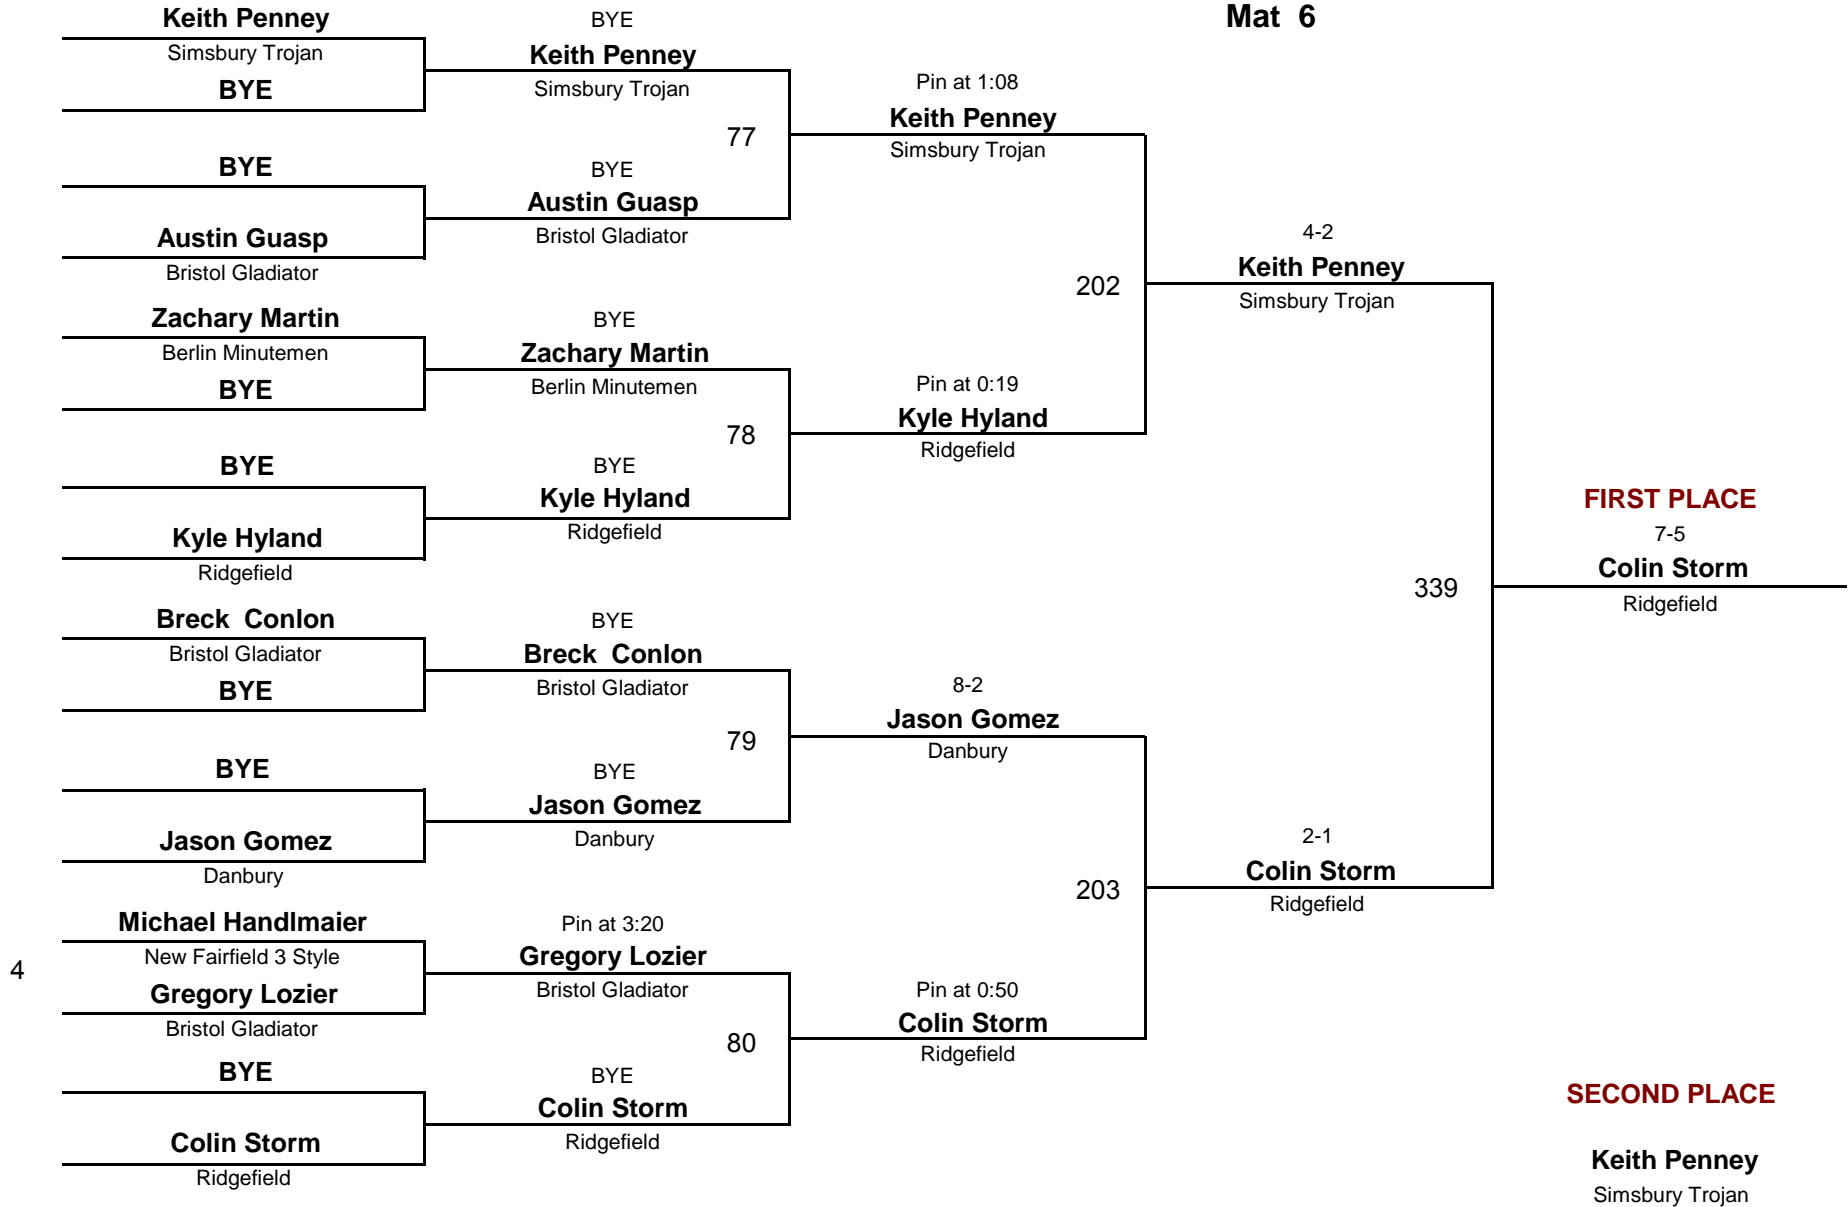 Mat 6
Keith Penney
Simsbury Trojan
BYE
BYE
Austin Guasp
Bristol Gladiator
Zachary Martin
Berlin Minutemen
BYE
BYE
Kyle Hyland
Ridgefield
Breck Conlon
Bristol Gladiator
BYE
BYE
Jason Gomez
Danbury
Michael Handlmaier
New Fairfield 3 Style
4
Gregory Lozier
Bristol Gladiator
BYE
Colin Storm
Ridgefield
BYE
Keith Penney
Simsbury Trojan
77
BYE
Austin Guasp
Bristol Gladiator
BYE
Zachary Martin
Berlin Minutemen
78
BYE
Kyle Hyland
Ridgefield
BYE
Breck Conlon
Bristol Gladiator
79
BYE
Jason Gomez
Danbury
Pin at 3:20
Gregory Lozier
Bristol Gladiator
80
BYE
Colin Storm
Ridgefield
Pin at 1:08
Keith Penney
Simsbury Trojan
202
Pin at 0:19
Kyle Hyland
Ridgefield
8-2
Jason Gomez
Danbury
203
Pin at 0:50
Colin Storm
Ridgefield
4-2
Keith Penney
Simsbury Trojan
339
2-1
Colin Storm
Ridgefield
FIRST PLACE
7-5
Colin Storm
Ridgefield
SECOND PLACE
Keith Penney
Simsbury Trojan